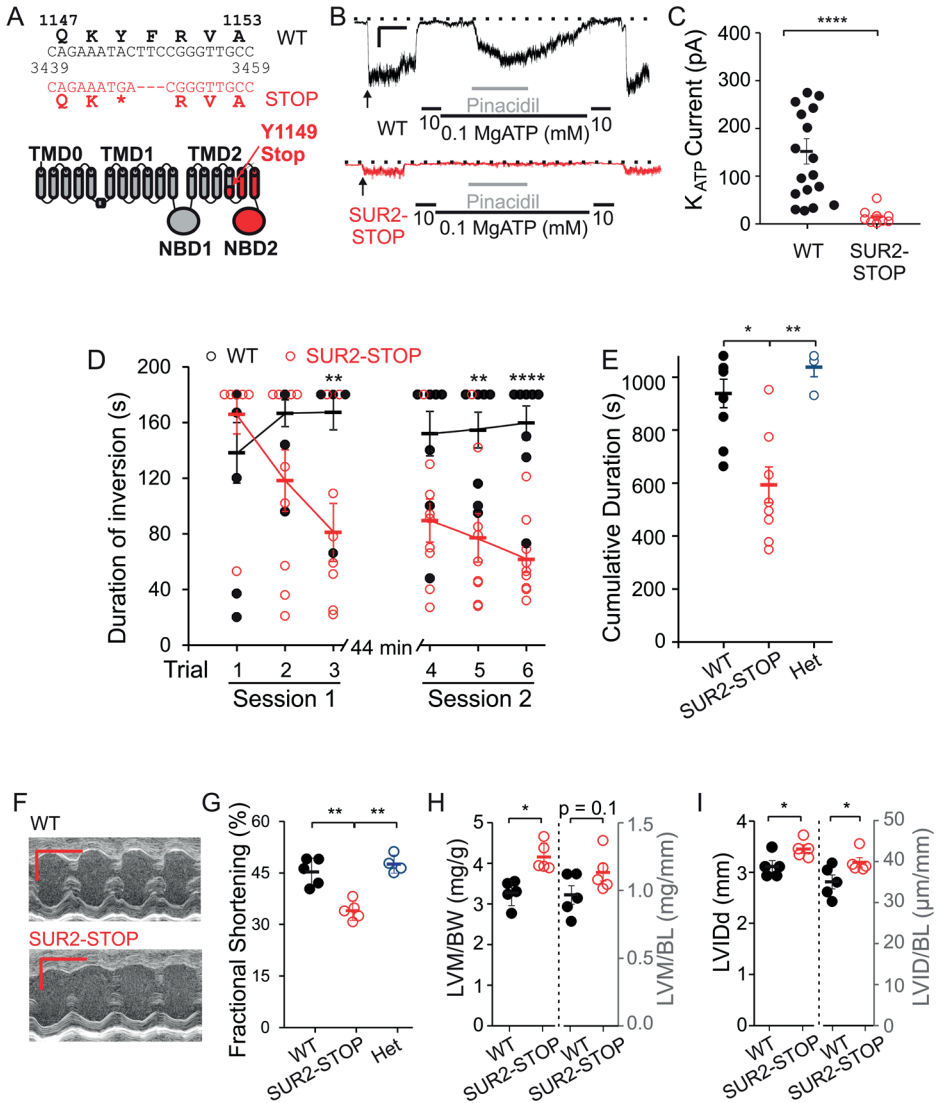 A
1147 1153
Q K Y F R V A WT
CAGAAATACTTCCGGGTTGCC
3439 3459
CAGAAATGA---CGGGTTGCC
Q K * R V A STOP
Y1149
Stop
TMD0 TMD1 TMD2
NBD1 NBD2
B
Pinacidil
10 10
0.1 MgATP (mM)
WT
Pinacidil
10 10
0.1 MgATP (mM)
SUR2-
STOP
C
****
KATP Current (pA)
400
300
200
100
0
WT SUR2-
STOP
D
WT SUR2-STOP
** ** ****
Duration of inversion (s)
200
160
120
80
40
0
44 min
Trial 1 2 3 4 5 6
Session 1 Session 2
E
* **
Cumulative Duration (s)
1000
800
600
400
200
0
WT
SUR2-STOP
Het
F
WT
SUR2-STOP
G
** **
Fractional Shortening (%)
60
45
30
15
0
WT
SUR2-STOP
Het
H
* p = 0.1
LVM/BW (mg/g)
5
4
3
2
1
0
LVM/BL (mg/mm)
1.5
1.0
0.5
0.0
WT
SUR2-STOP
WT
SUR2-STOP
I
* *
LVIDd (mm)
4
3
2
1
0
LVID/BL (µm/mm)
50
40
30
20
10
0
WT
SUR2-STOP
WT
SUR2-STOP